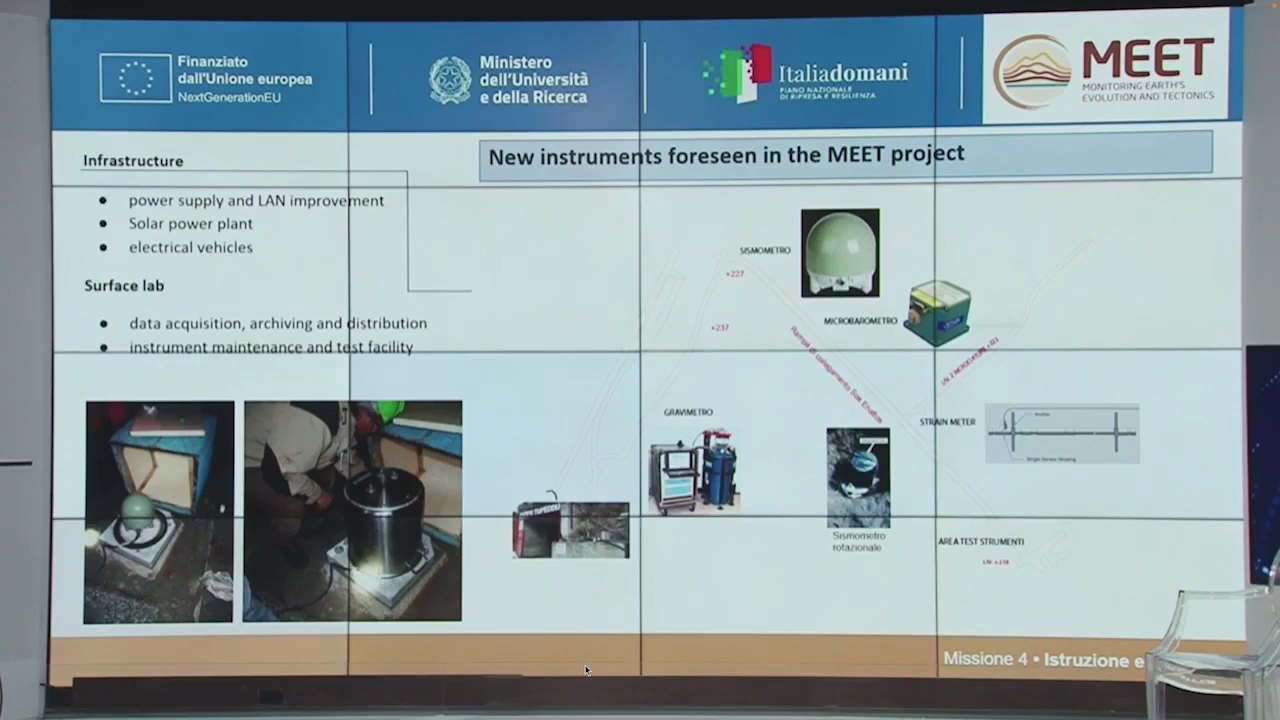 Finanziato
dall'Unione europea
NextGenerationEU
Ministero
dell'Università
e della Ricerca
Italiadomani
PIANO NAZIONALE
DI RIPRESA E RESILIENZA
MEET
MONITORING EARTH'S
EVOLUTION AND TECTONICS
New instruments foreseen in the MEET project
Infrastructure
• power supply and LAN improvement
• Solar power plant
• electrical vehicles
Surface lab
• data acquisition, archiving and distribution
• instrument maintenance and test facility
SISMOMETRO
+227
MICROBAROMETRO
+237
Rampa di collegamento
GRAVIMETRO
STRAIN METER
Sismometro
rotazionale
AREA TEST STRUMENTI
Missione 4 • Istruzione e